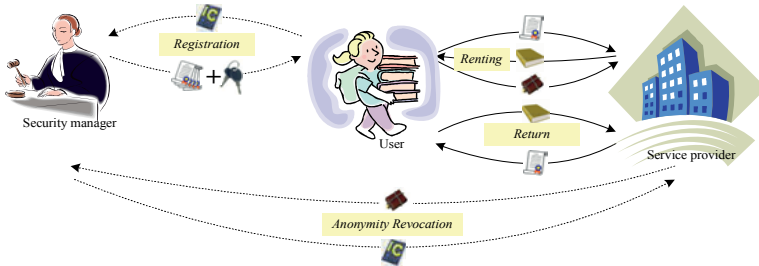 Registration
Renting
Security manager
User
Return
Service provider
Anonymity Revocation